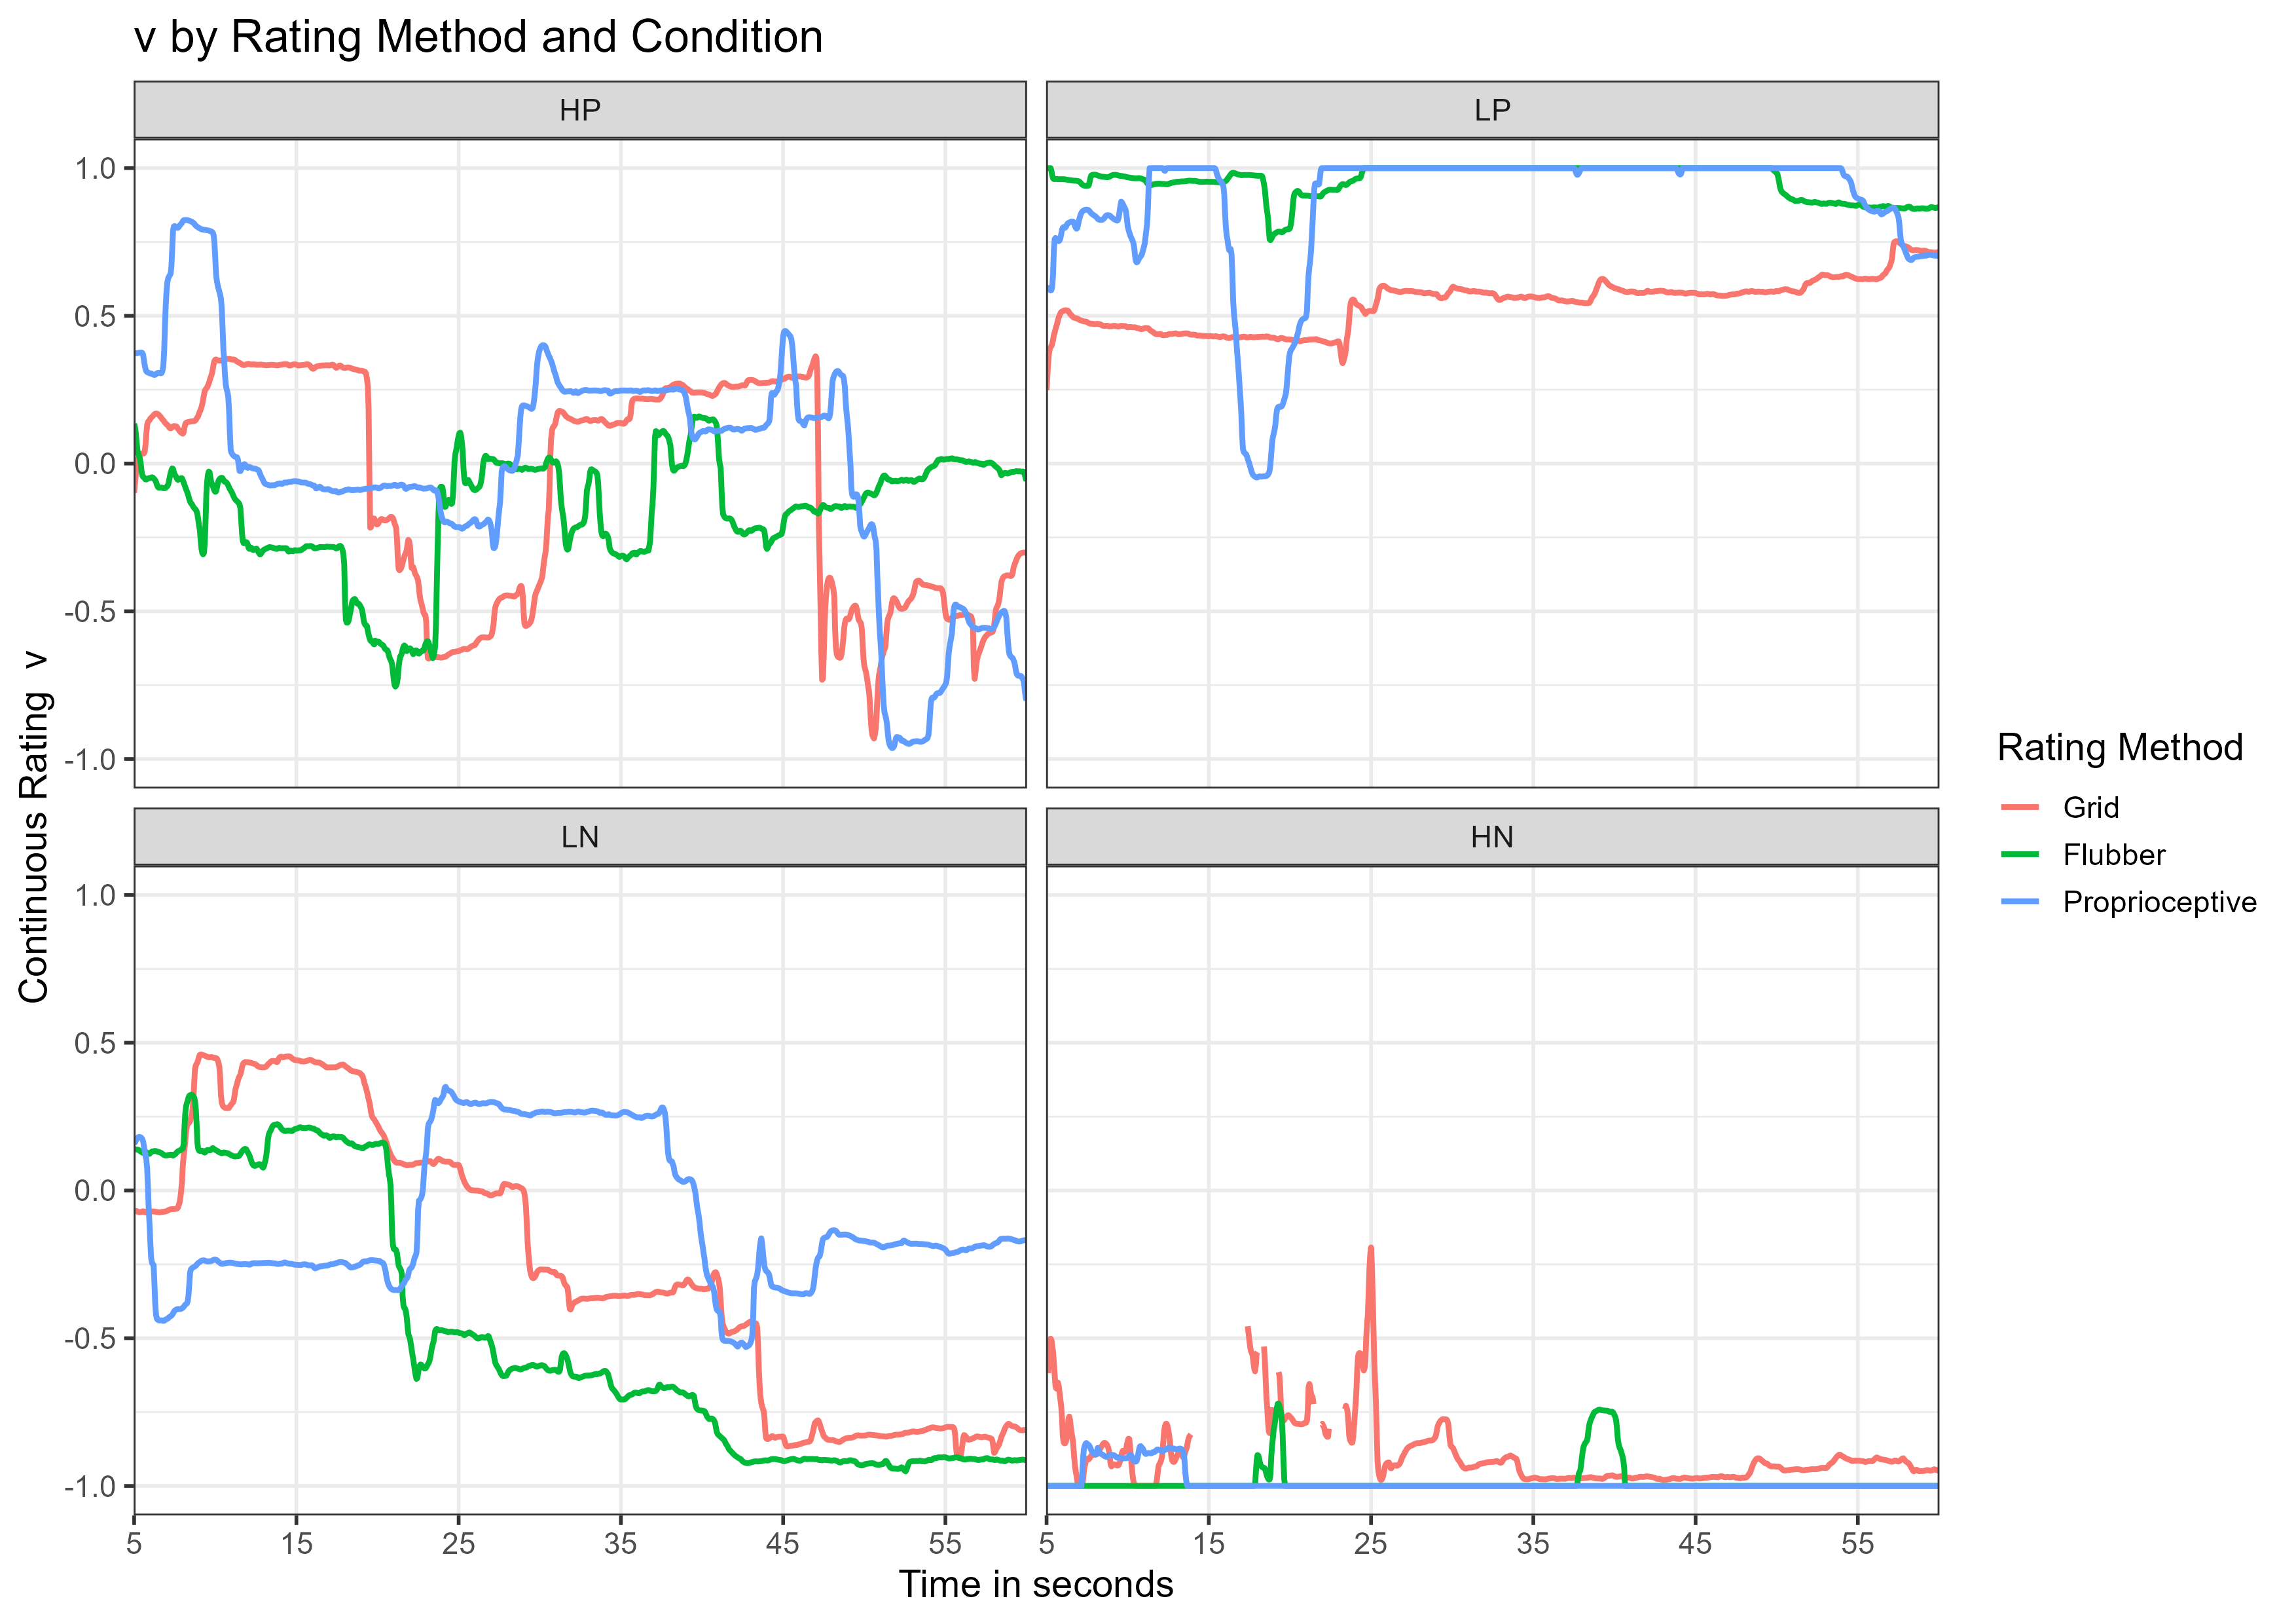 v by Rating Method and Condition
HP
LP
1.0
0.5
0.0
-0.5
-1.0
LN
HN
1.0
0.5
0.0
-0.5
-1.0
5 15 25 35 45 55
5 15 25 35 45 55
Time in seconds
Continuous Rating v
Rating Method
Grid
Flubber
Proprioceptive